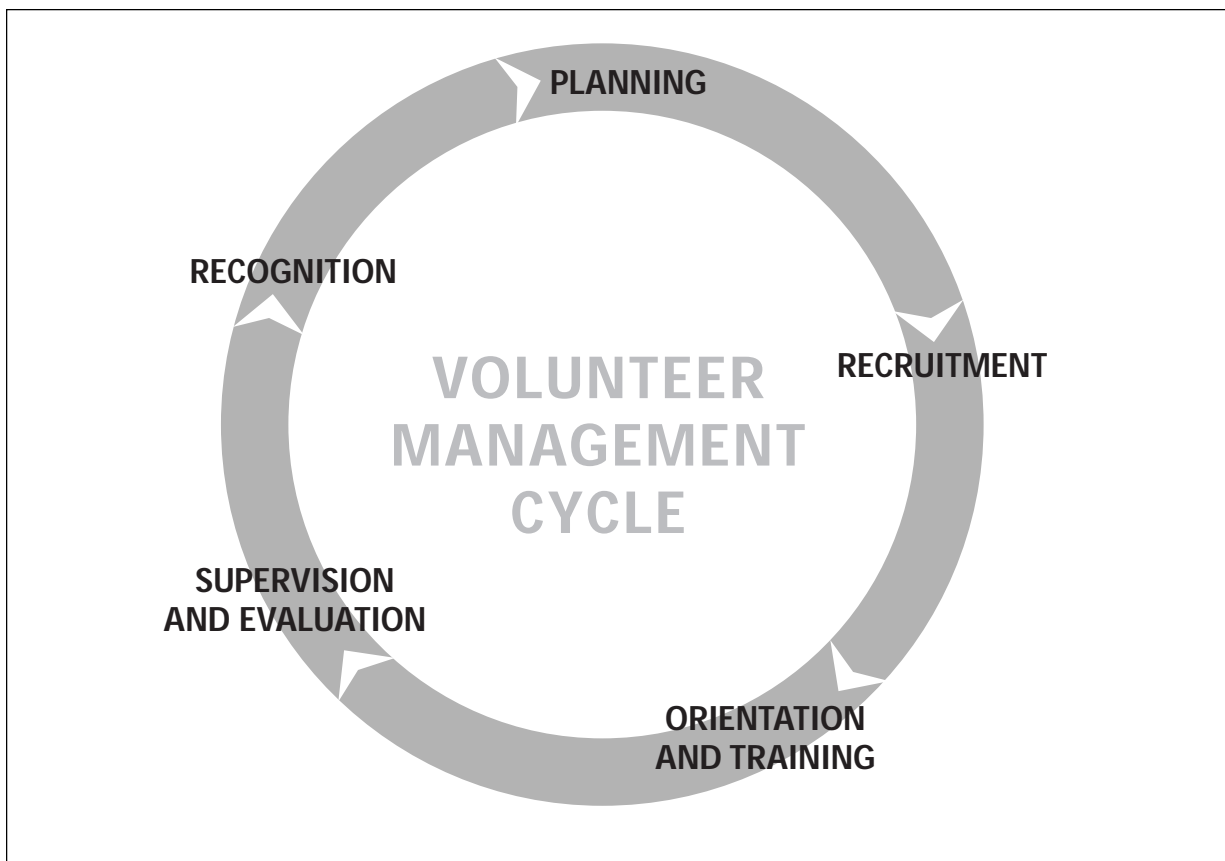 PLANNING
RECOGNITION
RECRUITMENT
VOLUNTEER
MANAGEMENT
CYCLE
SUPERVISION
AND EVALUATION
ORIENTATION
AND TRAINING